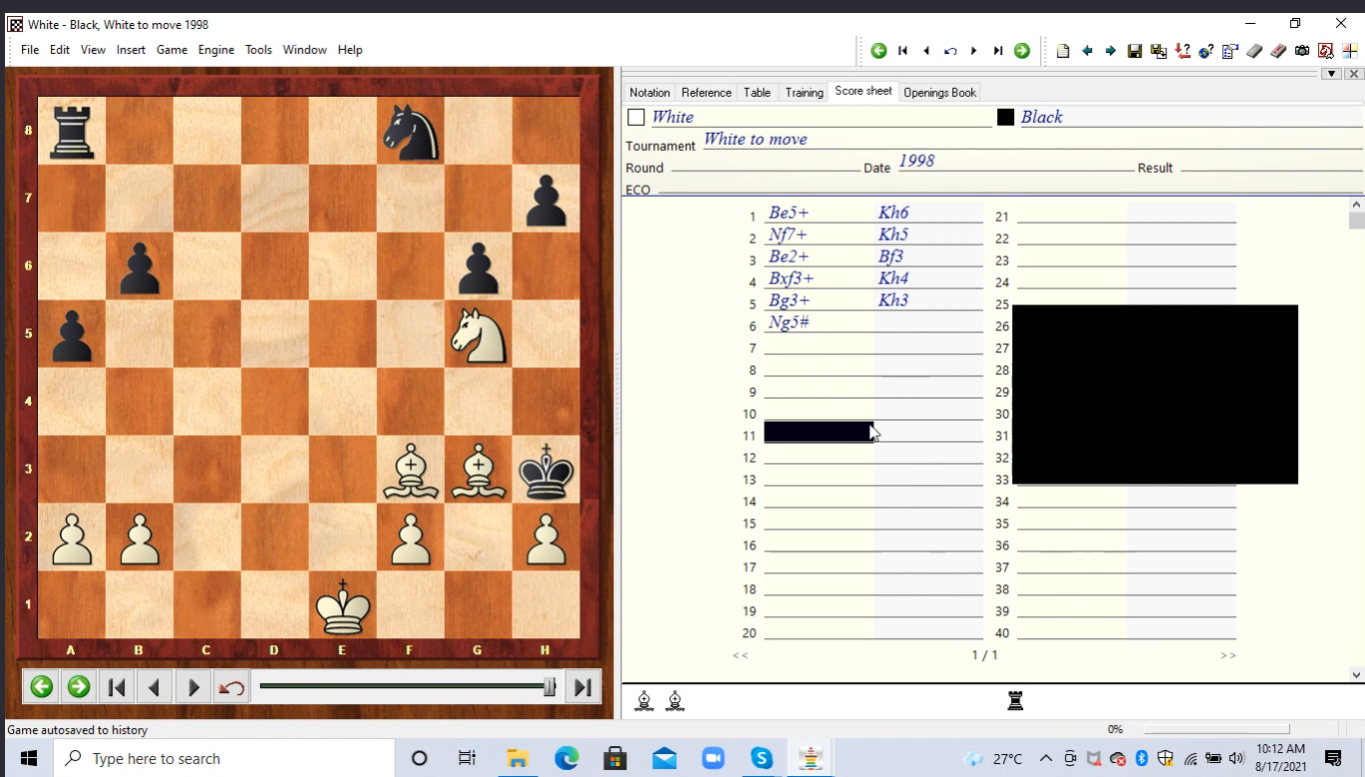 White - Black, White to move 1998
File Edit View Insert Game Engine Tools Window Help
Notation Reference Table Training Score sheet Openings Book
White Black
Tournament White to move
Round Date 1998 Result
ECO
1 Be5+ Kh6 21
2 Nf7+ Kh5 22
3 Be2+ Bf3 23
4 Bxf3+ Kh4 24
5 Bg3+ Kh3 25
6 Ng5# 26
7 27
8 28
9 29
10 30
11 31
12 32
13 33
14 34
15 35
16 36
17 37
18 38
19 39
20 40
<< 1 / 1 >>
8
7
6
5
4
3
2
1
A B C D E F G H
Game autosaved to history 0%
Type here to search 27°C 10:12 AM
8/17/2021